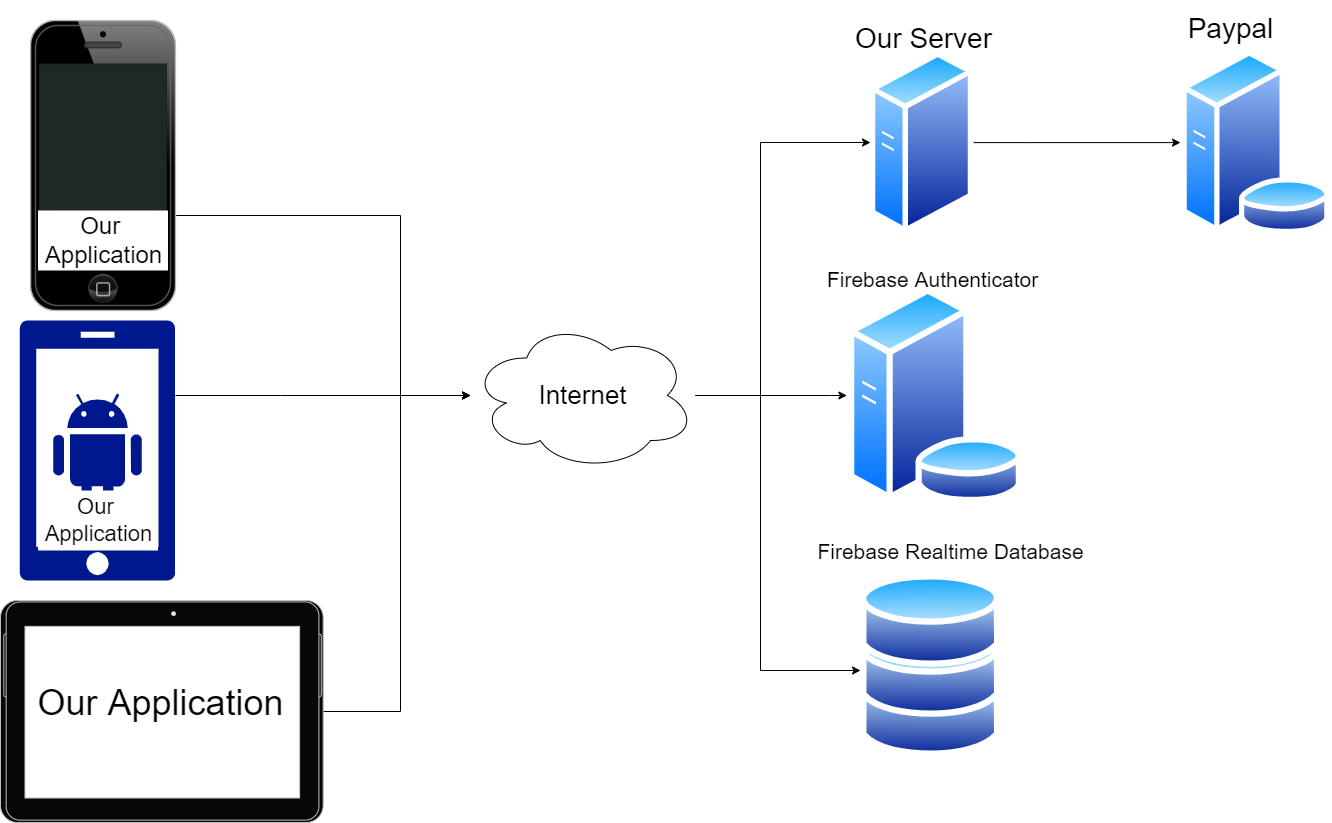 Our Server
Paypal
Our
Application
Firebase Authenticator
Internet
Our
Application
Firebase Realtime Database
Our Application